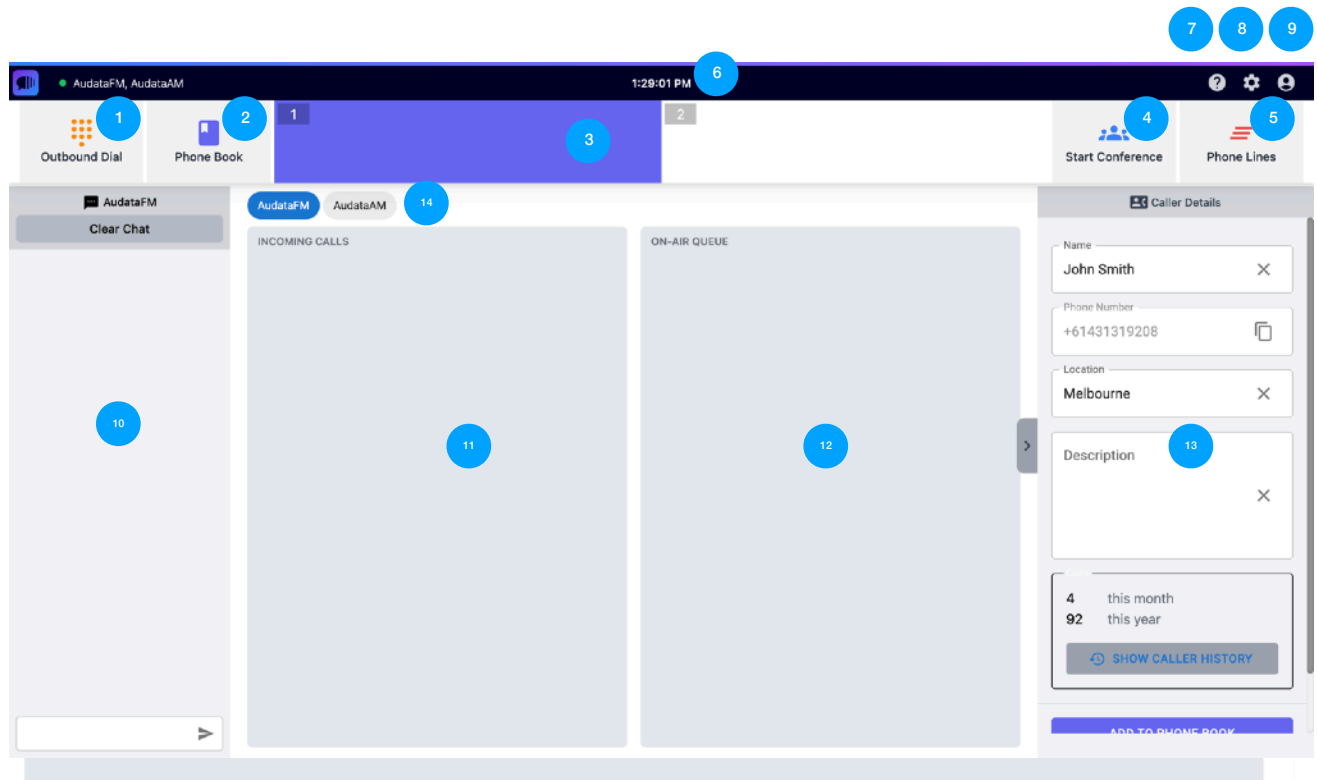 7 8 9
AudataFM, AudataAM
1:29:01 PM
6
1
Outbound Dial
2
Phone Book
1
3
2
4
Start Conference
5
Phone Lines
AudataFM
Clear Chat
AudataFM
AudataAM
14
INCOMING CALLS
ON-AIR QUEUE
10
11
12
Caller Details
Name
John Smith
Phone Number
+61431319208
Location
Melbourne
Description
13
4 this month
92 this year
SHOW CALLER HISTORY
ADD TO PHONE BOOK